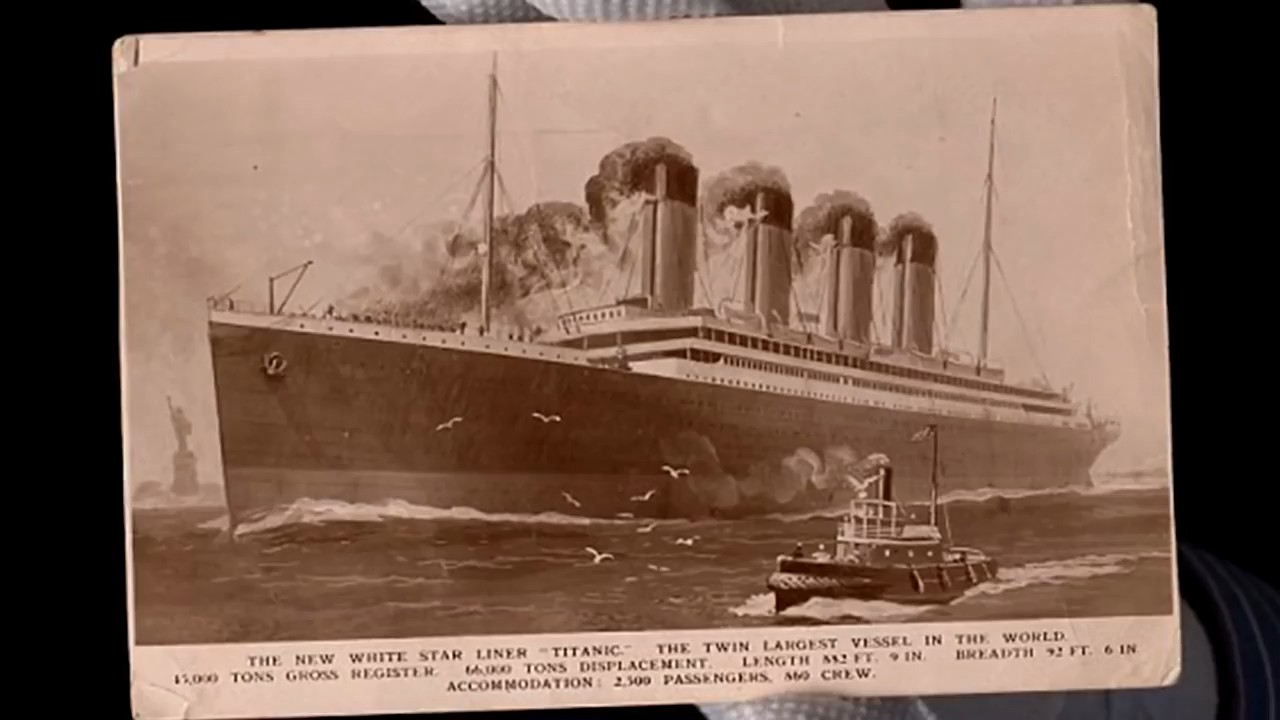 THE NEW WHITE STAR LINER "TITANIC." THE TWIN LARGEST VESSEL IN THE WORLD.
45,000 TONS GROSS REGISTER. 66,000 TONS DISPLACEMENT. LENGTH 882 FT. 9 IN. BREADTH 92 FT. 6 IN
ACCOMMODATION: 2,500 PASSENGERS, 860 CREW.